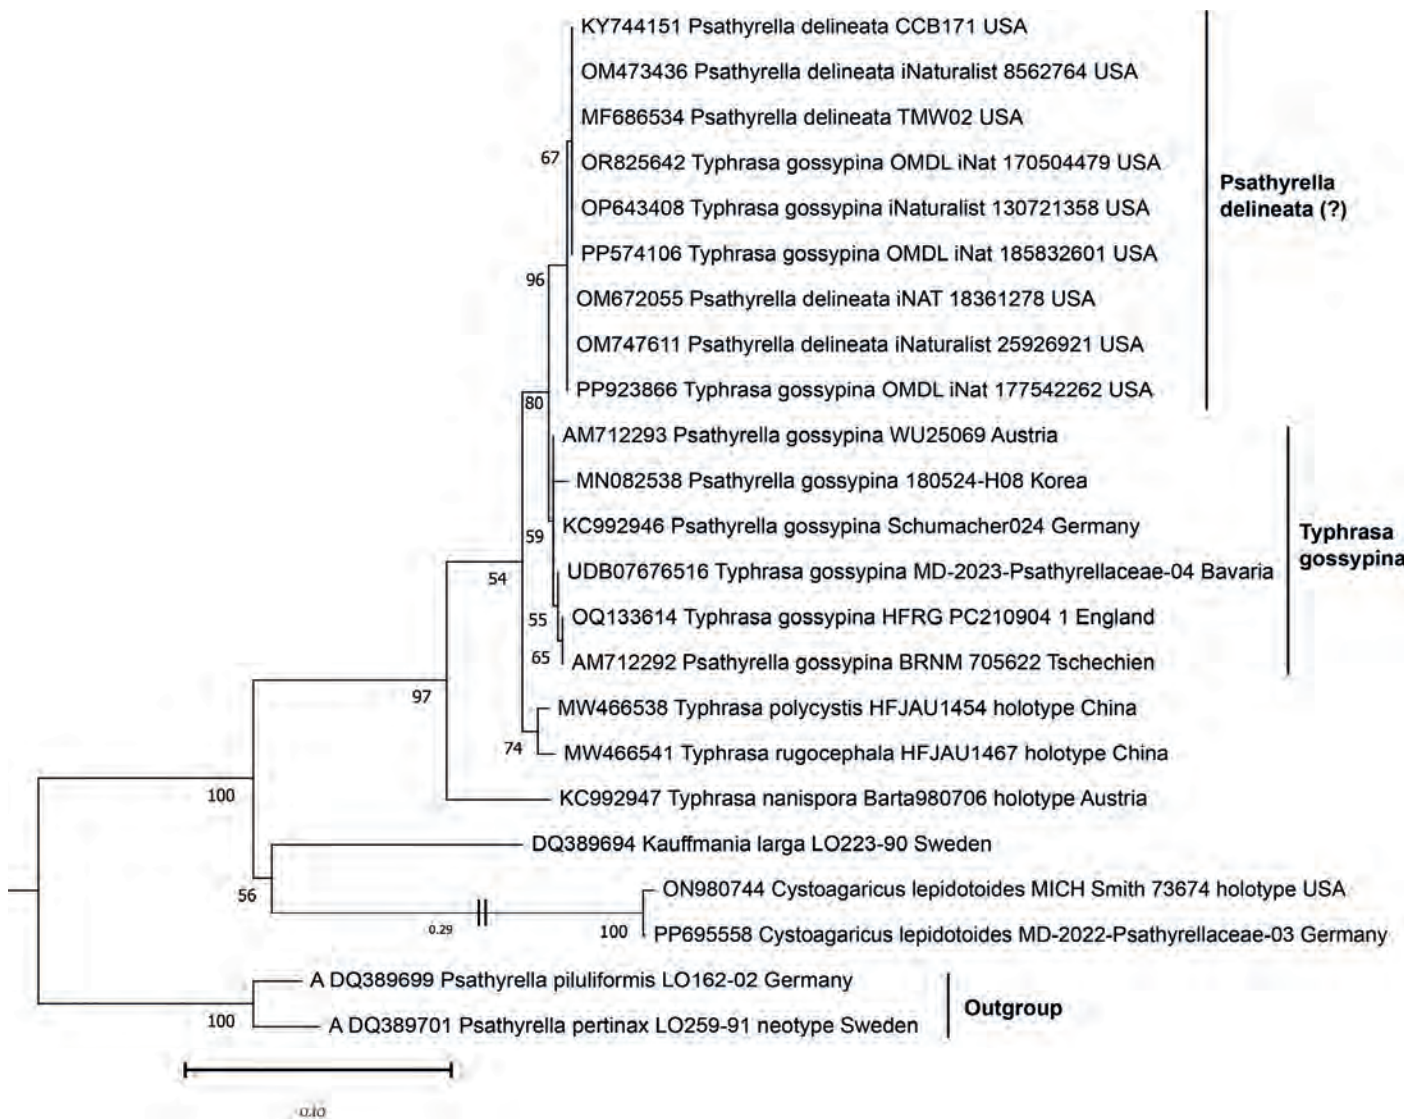 KY744151 Psathyrella delineata CCB171 USA
OM473436 Psathyrella delineata iNaturalist 8562764 USA
MF686534 Psathyrella delineata TMW02 USA
67
OR825642 Typhrasa gossypina OMDL iNat 170504479 USA
Psathyrella
delineata (?)
OP643408 Typhrasa gossypina iNaturalist 130721358 USA
PP574106 Typhrasa gossypina OMDL iNat 185832601 USA
96
OM672055 Psathyrella delineata iNAT 18361278 USA
OM747611 Psathyrella delineata iNaturalist 25926921 USA
PP923866 Typhrasa gossypina OMDL iNat 177542262 USA
80
AM712293 Psathyrella gossypina WU25069 Austria
MN082538 Psathyrella gossypina 180524-H08 Korea
KC992946 Psathyrella gossypina Schumacher024 Germany
59
Typhrasa
gossypina
UDB07676516 Typhrasa gossypina MD-2023-Psathyrellaceae-04 Bavaria
54
OQ133614 Typhrasa gossypina HFRG PC210904 1 England
55
AM712292 Psathyrella gossypina BRNM 705622 Tschechien
65
97
MW466538 Typhrasa polycystis HFJAU1454 holotype China
74
MW466541 Typhrasa rugocephala HFJAU1467 holotype China
100
KC992947 Typhrasa nanispora Barta980706 holotype Austria
DQ389694 Kauffmania larga LO223-90 Sweden
56
ON980744 Cystoagaricus lepidotoides MICH Smith 73674 holotype USA
0.29
100
PP695558 Cystoagaricus lepidotoides MD-2022-Psathyrellaceae-03 Germany
A DQ389699 Psathyrella piluliformis LO162-02 Germany
Outgroup
100
A DQ389701 Psathyrella pertinax LO259-91 neotype Sweden